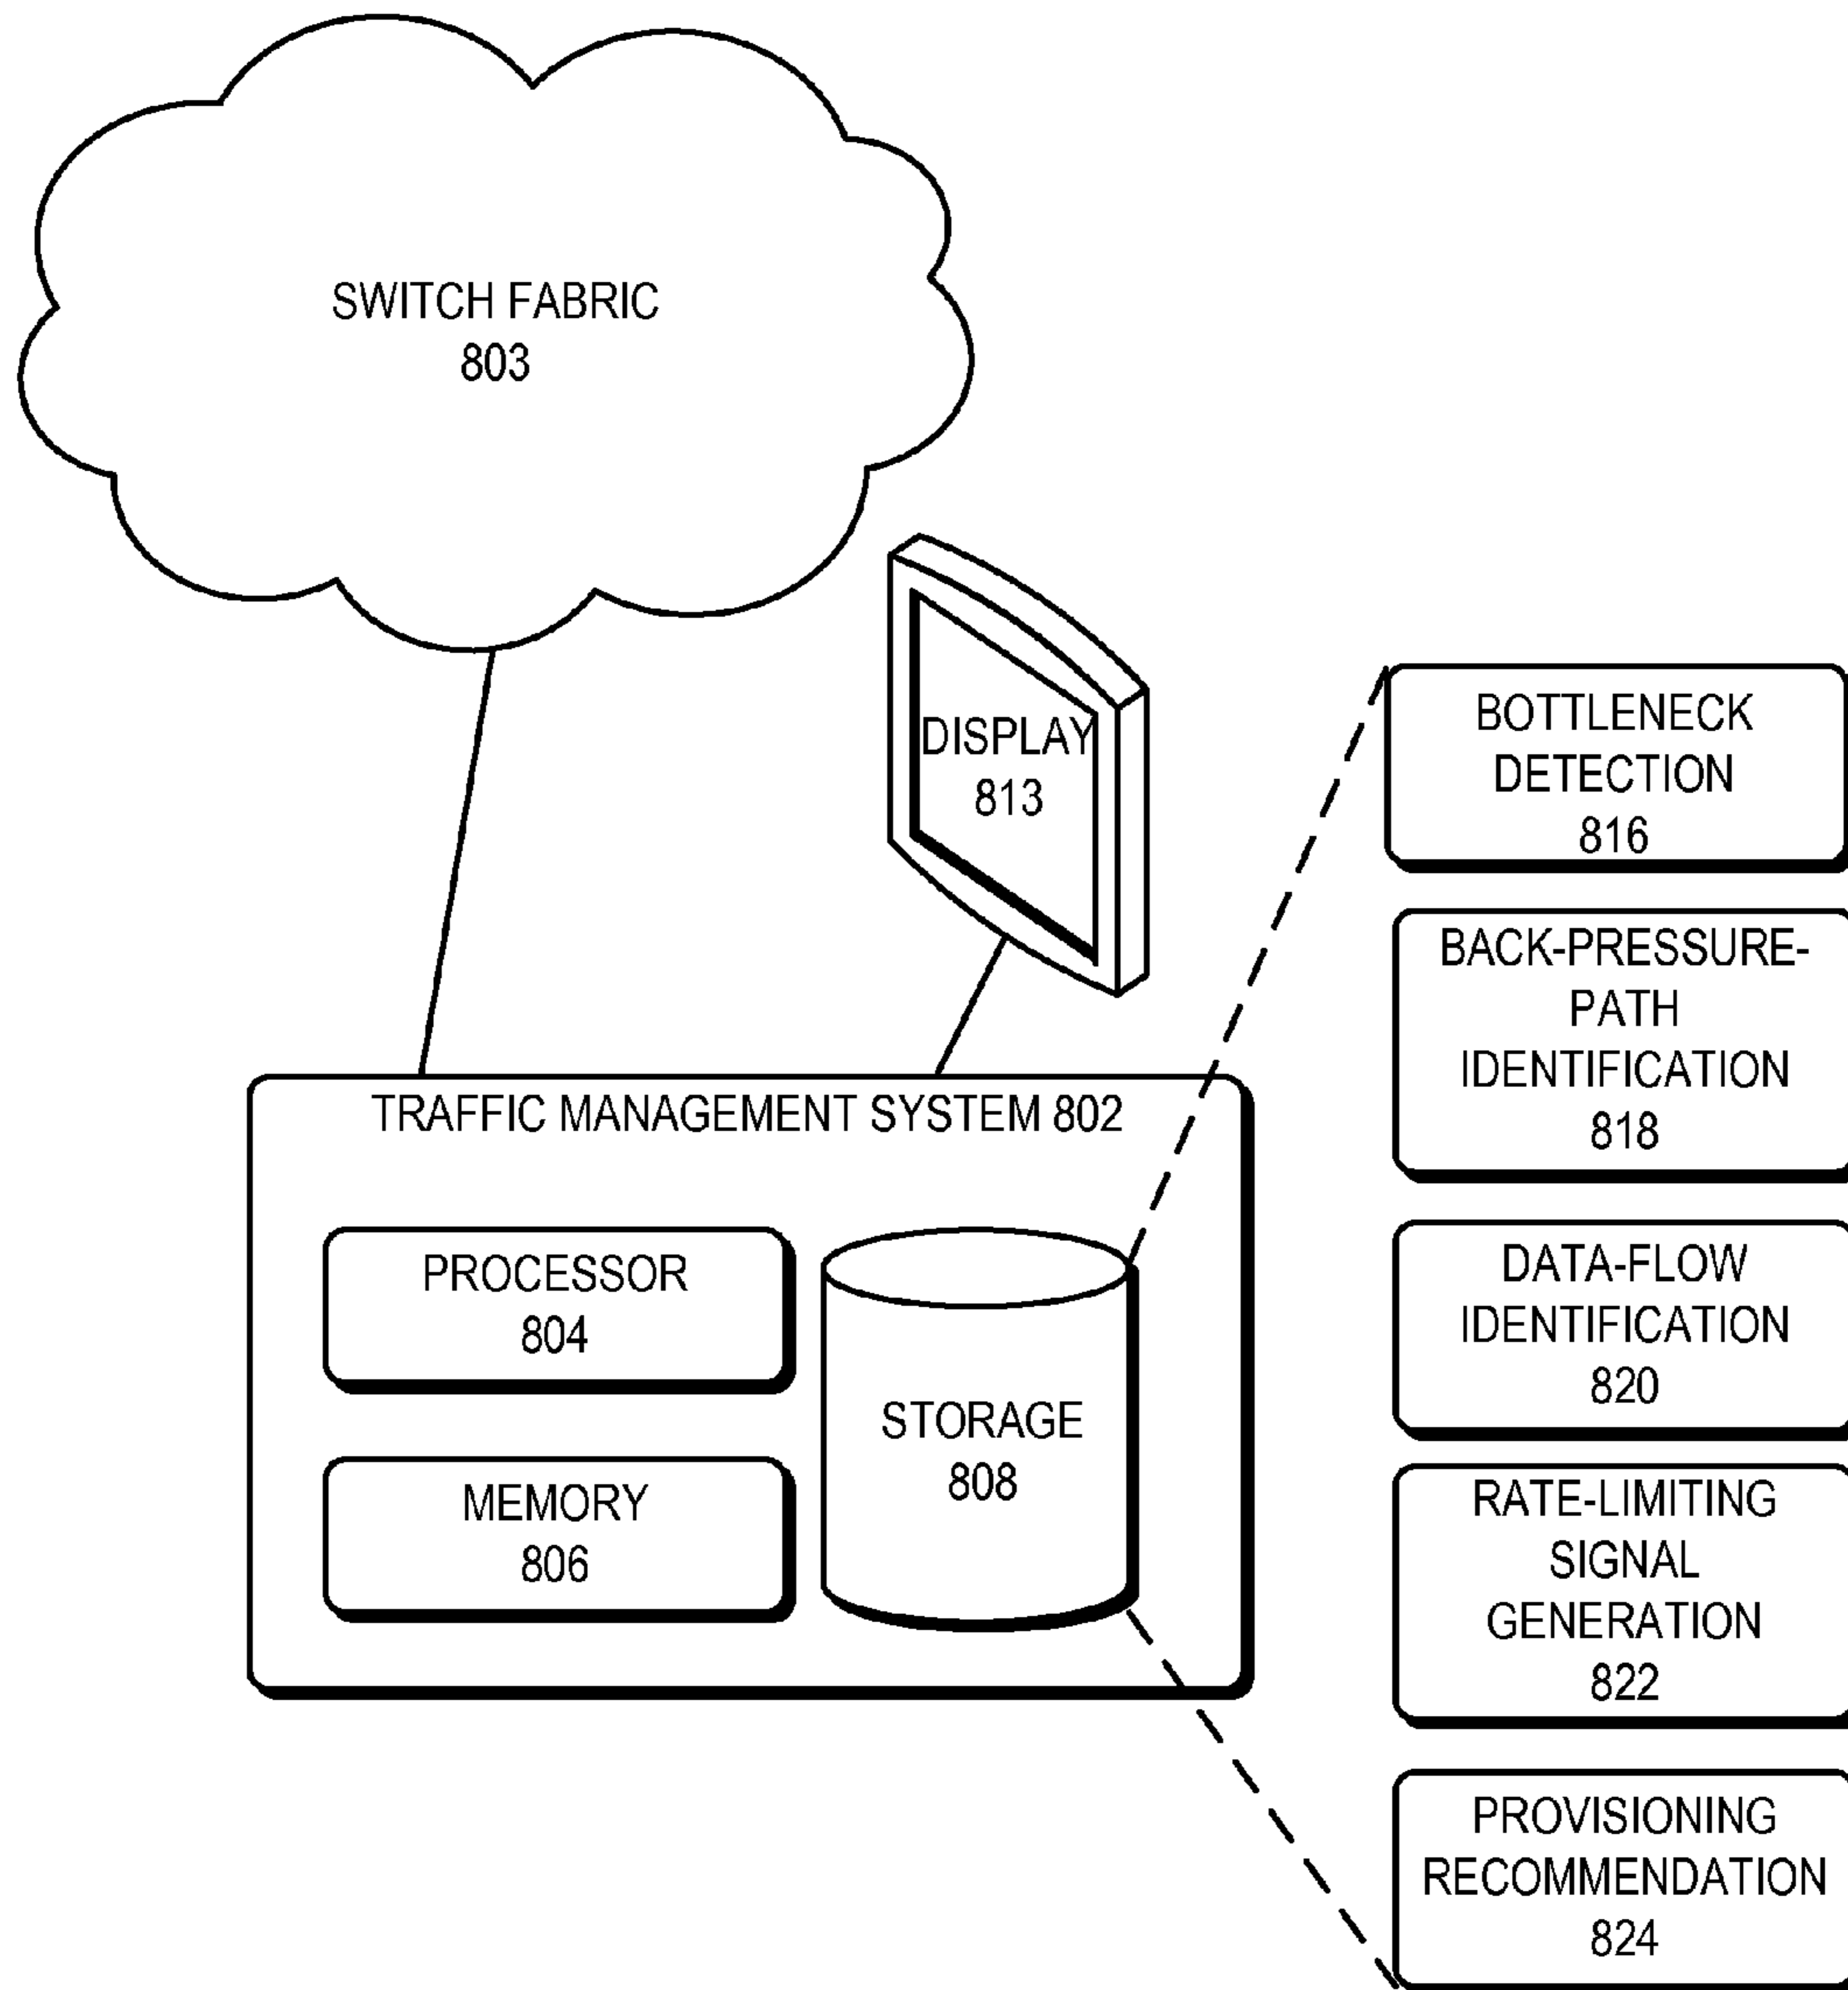 SWITCH FABRIC
803
DISPLAY
813
BOTTLENECK
DETECTION
816
BACK-PRESSURE-
PATH
IDENTIFICATION
818
TRAFFIC MANAGEMENT SYSTEM 802
PROCESSOR
804
MEMORY
806
STORAGE
808
DATA-FLOW
IDENTIFICATION
820
RATE-LIMITING
SIGNAL
GENERATION
822
PROVISIONING
RECOMMENDATION
824